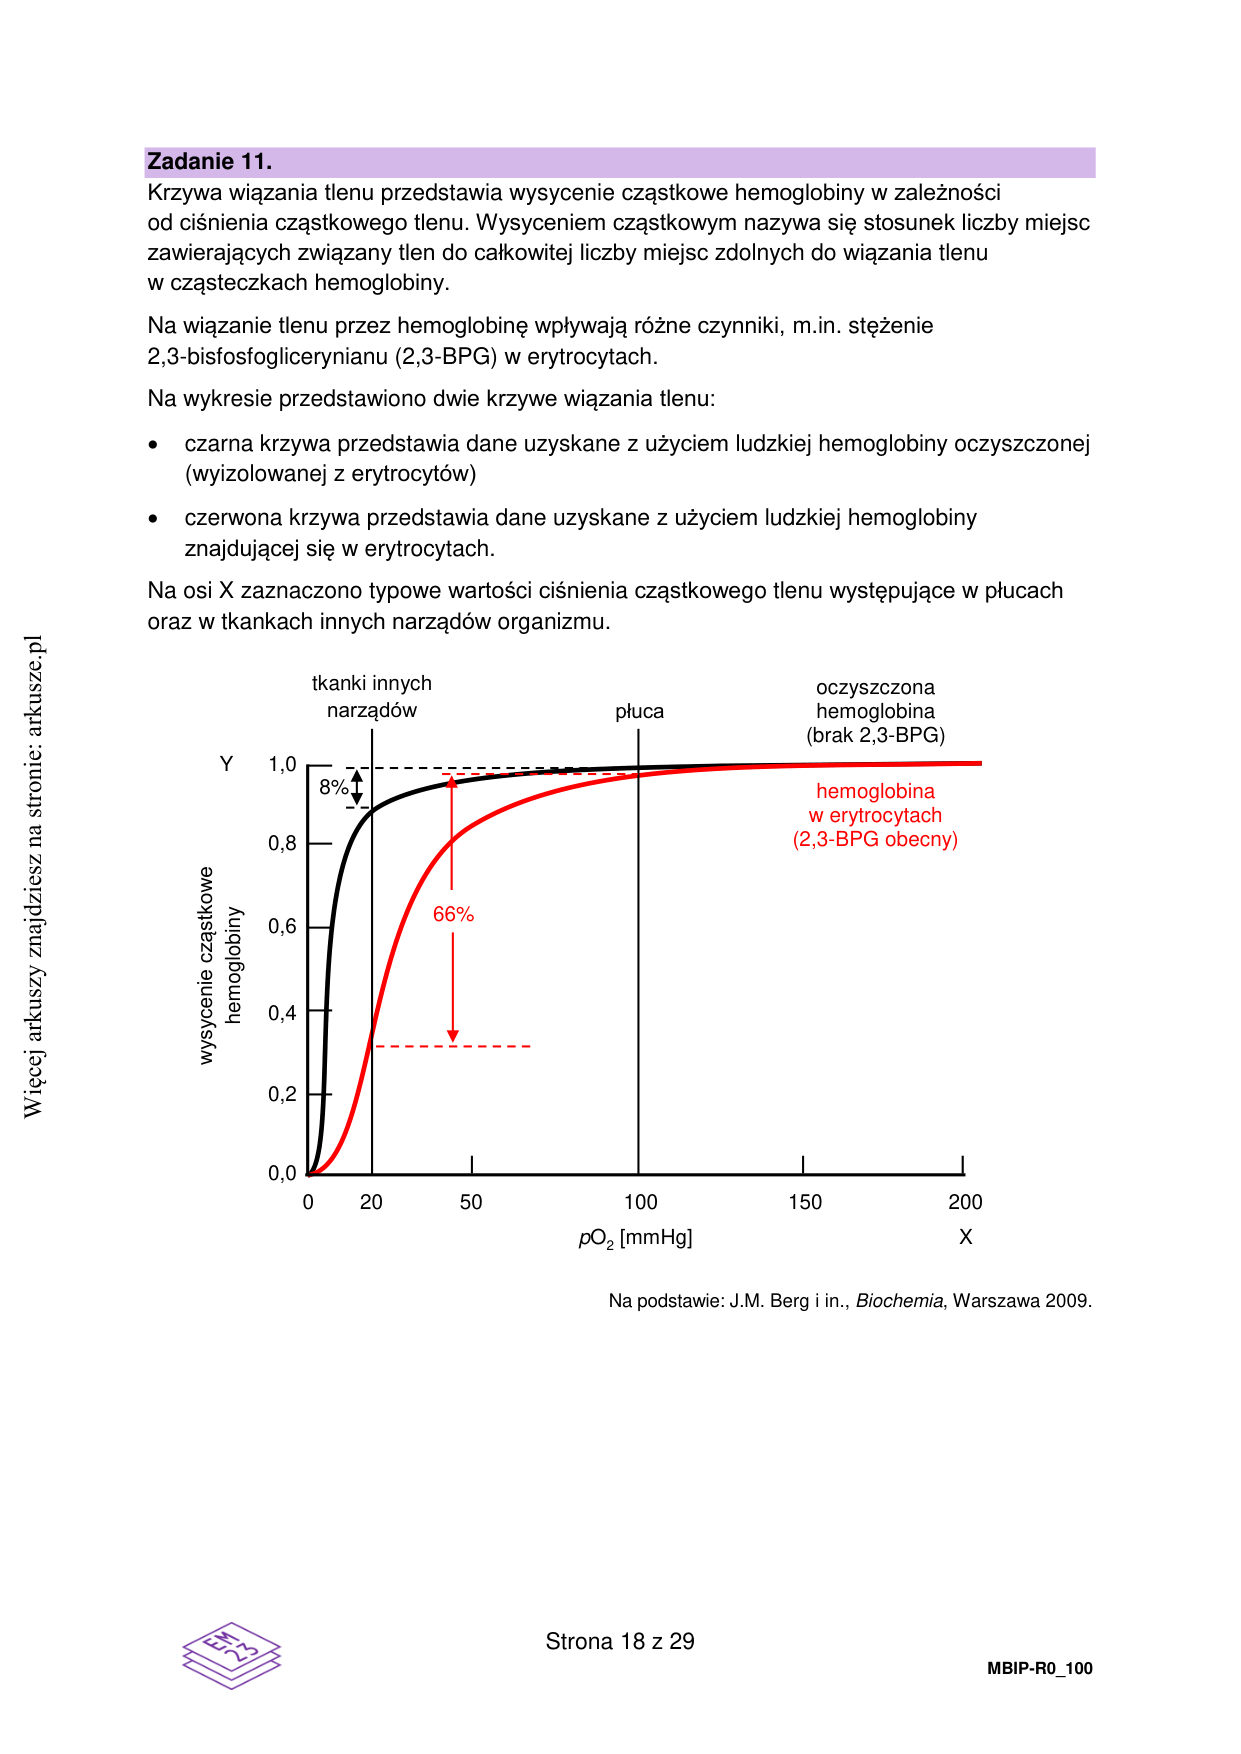 Zadanie 11.
Krzywa wiązania tlenu przedstawia wysycenie cząstkowe hemoglobiny w zależności
od ciśnienia cząstkowego tlenu. Wysyceniem cząstkowym nazywa się stosunek liczby miejsc
zawierających związany tlen do całkowitej liczby miejsc zdolnych do wiązania tlenu
w cząsteczkach hemoglobiny.
Na wiązanie tlenu przez hemoglobinę wpływają różne czynniki, m.in. stężenie
2,3-bisfosfoglicerynianu (2,3-BPG) w erytrocytach.
Na wykresie przedstawiono dwie krzywe wiązania tlenu:
• czarna krzywa przedstawia dane uzyskane z użyciem ludzkiej hemoglobiny oczyszczonej
(wyizolowanej z erytrocytów)
• czerwona krzywa przedstawia dane uzyskane z użyciem ludzkiej hemoglobiny
znajdującej się w erytrocytach.
Na osi X zaznaczono typowe wartości ciśnienia cząstkowego tlenu występujące w płucach
oraz w tkankach innych narządów organizmu.
tkanki innych
narządów
płuca
oczyszczona
hemoglobina
(brak 2,3-BPG)
hemoglobina
w erytrocytach
(2,3-BPG obecny)
Y
1,0
8%
0,8
66%
0,6
0,4
0,2
0,0
wysycenie cząstkowe
hemoglobiny
0 20 50 100 150 200
pO2 [mmHg]
X
Na podstawie: J.M. Berg i in., Biochemia, Warszawa 2009.
Więcej arkuszy znajdziesz na stronie: arkusze.pl
EM
23
Strona 18 z 29
MBIP-R0_100